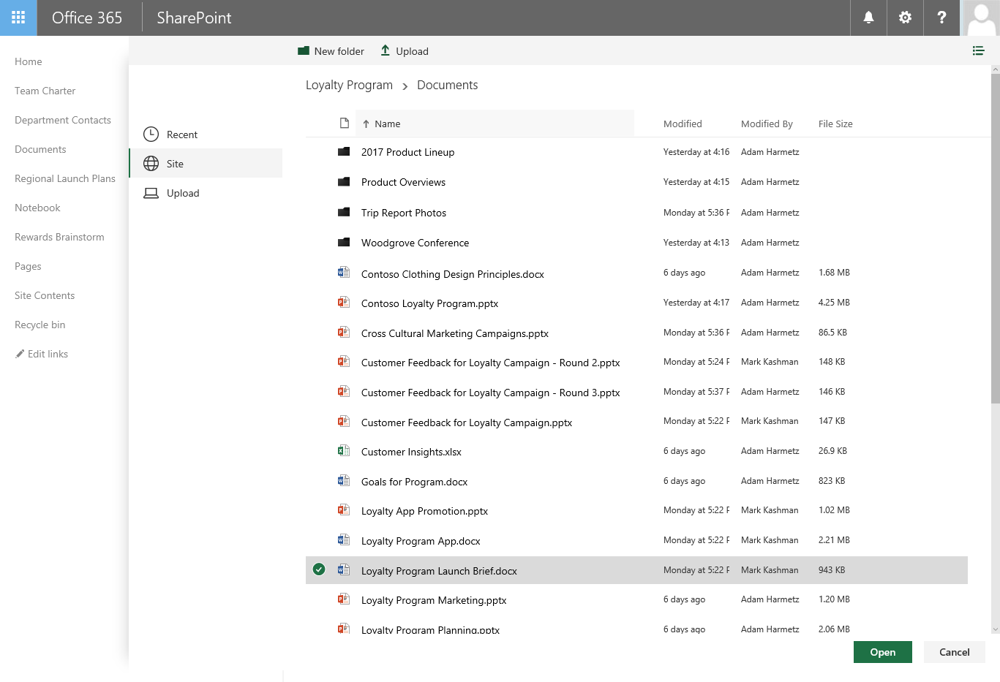 Office 365 SharePoint ?
New folder Upload
Home
Team Charter
Department Contacts
Documents
Regional Launch Plans
Notebook
Rewards Brainstorm
Pages
Site Contents
Recycle bin
Edit links
Recent
Site
Upload
Loyalty Program > Documents
Name Modified Modified By File Size
2017 Product Lineup Yesterday at 4:16 Adam Harmetz
Product Overviews Yesterday at 4:15 Adam Harmetz
Trip Report Photos Monday at 5:36 P Adam Harmetz
Woodgrove Conference Yesterday at 4:13 Adam Harmetz
Contoso Clothing Design Principles.docx 6 days ago Adam Harmetz 1.68 MB
Contoso Loyalty Program.pptx Yesterday at 4:17 Adam Harmetz 4.25 MB
Cross Cultural Marketing Campaigns.pptx Monday at 5:36 P Adam Harmetz 86.5 KB
Customer Feedback for Loyalty Campaign - Round 2.pptx Monday at 5:24 P Mark Kashman 148 KB
Customer Feedback for Loyalty Campaign - Round 3.pptx Monday at 5:37 P Adam Harmetz 146 KB
Customer Feedback for Loyalty Campaign.pptx Monday at 5:22 P Mark Kashman 147 KB
Customer Insights.xlsx 6 days ago Adam Harmetz 26.9 KB
Goals for Program.docx 6 days ago Adam Harmetz 823 KB
Loyalty App Promotion.pptx Monday at 5:22 P Mark Kashman 1.02 MB
Loyalty Program App.docx Monday at 5:22 P Mark Kashman 2.21 MB
Loyalty Program Launch Brief.docx Monday at 5:22 P Mark Kashman 943 KB
Loyalty Program Marketing.pptx 6 days ago Adam Harmetz 1.20 MB
Loyalty Program Planning.pptx 6 days ago Adam Harmetz 2.06 MB
Open Cancel